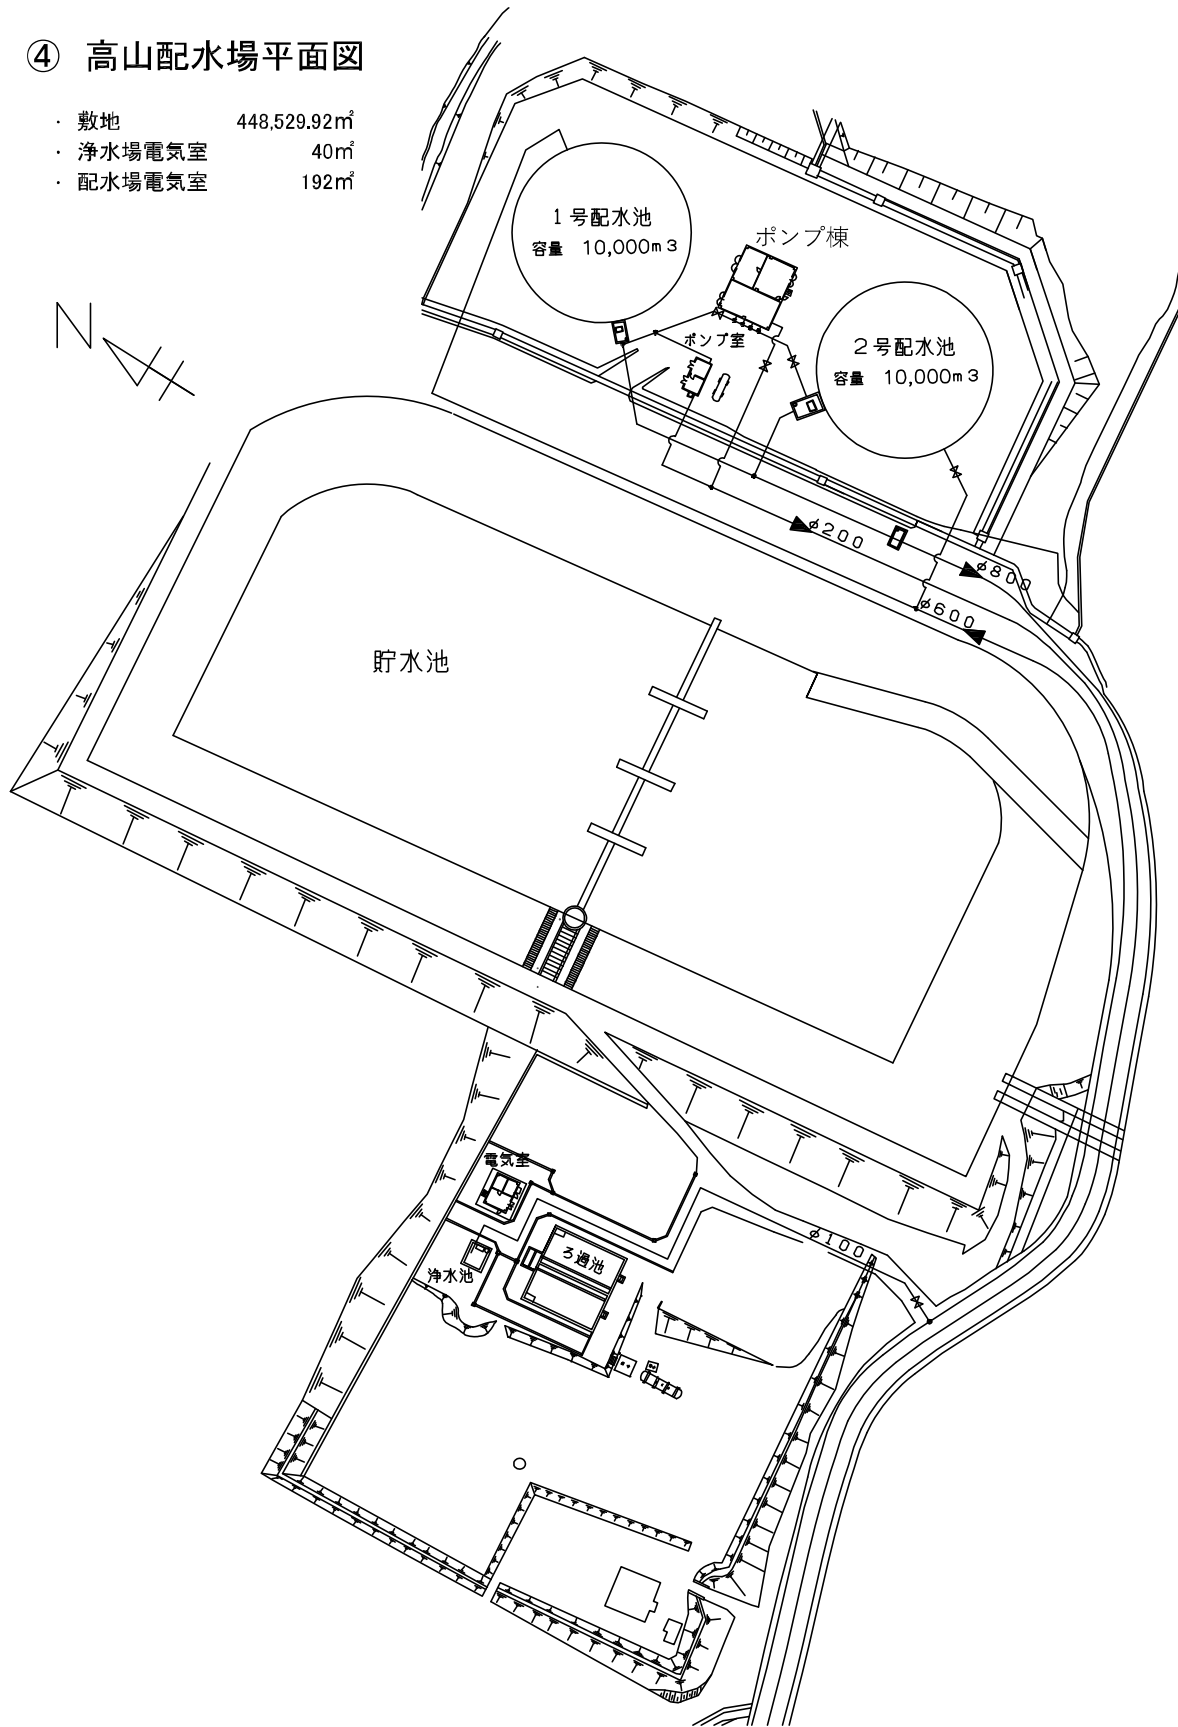 ④ 高山配水場平面図
・ 敷地 448,529.92㎡
・ 浄水場電気室 40㎡
・ 配水場電気室 192㎡
1号配水池
容量 10,000m3
ポンプ棟
ポンプ室
2号配水池
容量 10,000m3
N
φ200
φ800
φ600
貯水池
電気室
ろ過池
浄水池
φ100